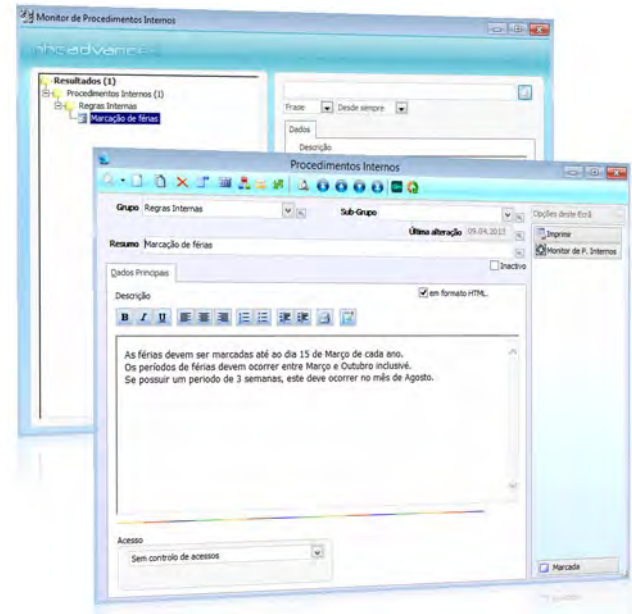 Monitor de Procedimentos Internos
phc advance
Resultados (1)
Procedimentos Internos (1)
Regras Internas
Marcação de férias
Frase
Desde sempre
Dados
Descrição
Procedimentos Internos
Grupo Regras Internas
Sub-Grupo
Opções deste Ecrã
Última alteração 09.04.2013
Imprimir
Resumo Marcação de férias
Monitor de P. Internos
Inactivo
Dados Principais
Descrição
em formato HTML.
B I U
As férias devem ser marcadas até ao dia 15 de Março de cada ano.
Os períodos de férias devem ocorrer entre Março e Outubro inclusivé.
Se possuir um periodo de 3 semanas, este deve ocorrer no mês de Agosto.
Acesso
Sem controlo de acessos
Marcada